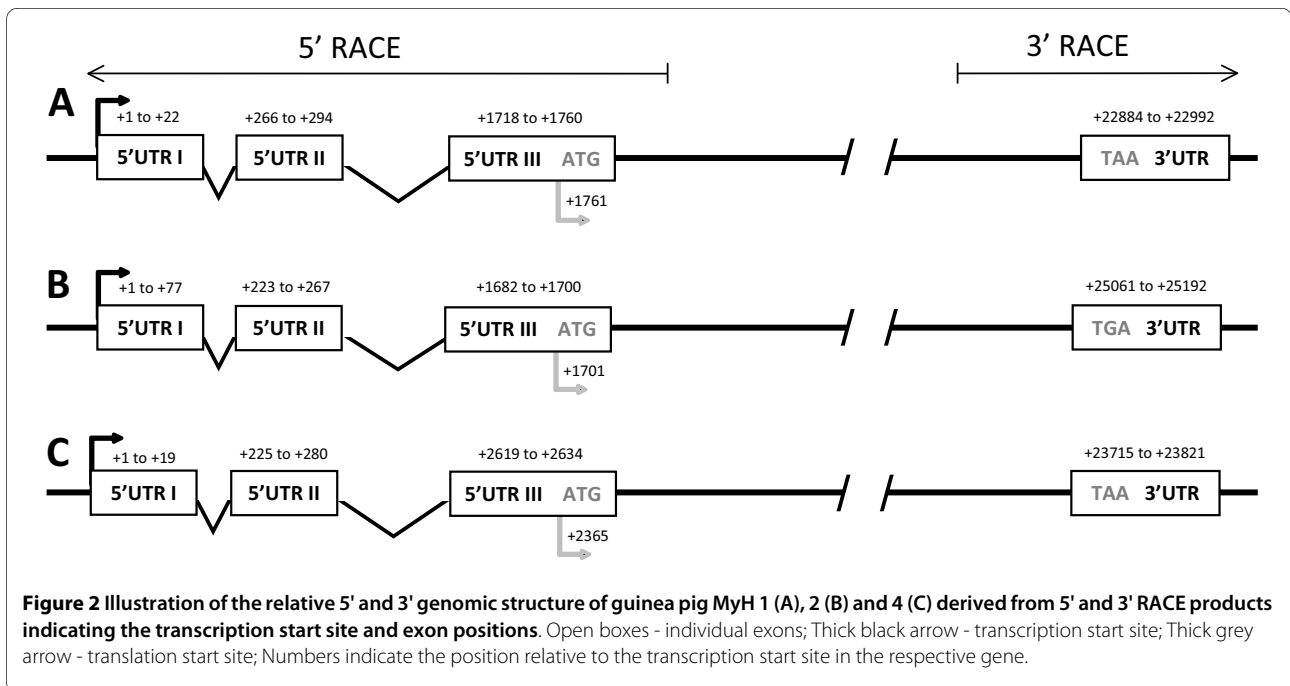 5' RACE 3' RACE
A
+1 to +22 +266 to +294 +1718 to +1760 +22884 to +22992
5'UTR I 5'UTR II 5'UTR III ATG TAA 3'UTR
+1761
B
+1 to +77 +223 to +267 +1682 to +1700 +25061 to +25192
5'UTR I 5'UTR II 5'UTR III ATG TGA 3'UTR
+1701
C
+1 to +19 +225 to +280 +2619 to +2634 +23715 to +23821
5'UTR I 5'UTR II 5'UTR III ATG TAA 3'UTR
+2365
Figure 2 Illustration of the relative 5' and 3' genomic structure of guinea pig MyH 1 (A), 2 (B) and 4 (C) derived from 5' and 3' RACE products
indicating the transcription start site and exon positions. Open boxes - individual exons; Thick black arrow - transcription start site; Thick grey
arrow - translation start site; Numbers indicate the position relative to the transcription start site in the respective gene.